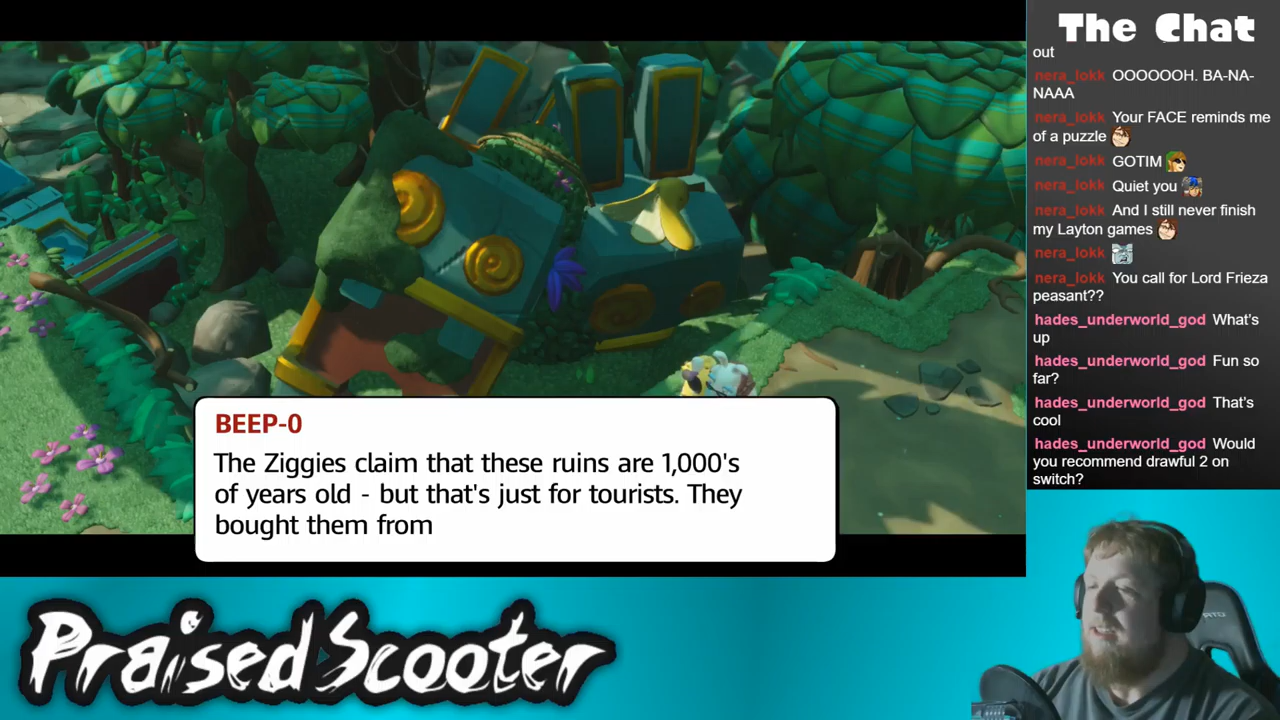 The Chat
out
nera_lokk OOOOOOH. BA-NA-
NAAA
nera_lokk Your FACE reminds me
of a puzzle
nera_lokk GOTIM
nera_lokk Quiet you
nera_lokk And I still never finish
my Layton games
nera_lokk
nera_lokk You call for Lord Frieza
peasant??
hades_underworld_god What's
up
hades_underworld_god Fun so
far?
hades_underworld_god That's
cool
hades_underworld_god Would
you recommend drawful 2 on
switch?
BEEP-0
The Ziggies claim that these ruins are 1,000's
of years old - but that's just for tourists. They
bought them from
PraisedScooter